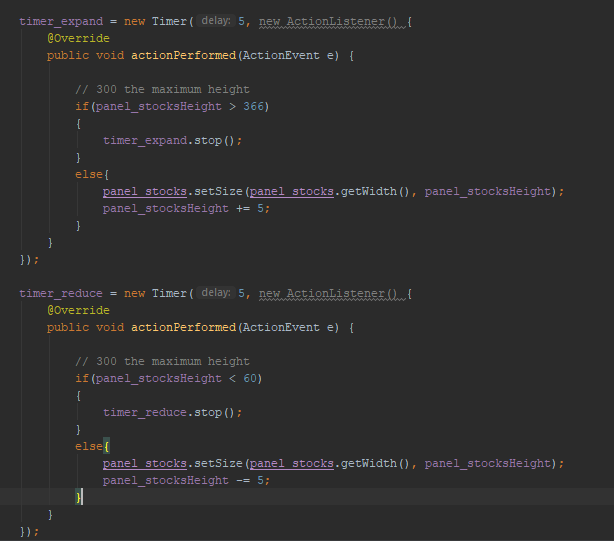 timer_expand = new Timer( delay: 5, new ActionListener() {
@Override
public void actionPerformed(ActionEvent e) {
// 300 the maximum height
if(panel_stocksHeight > 366)
{
timer_expand.stop();
}
else{
panel_stocks.setSize(panel_stocks.getWidth(), panel_stocksHeight);
panel_stocksHeight += 5;
}
}
});
timer_reduce = new Timer( delay: 5, new ActionListener() {
@Override
public void actionPerformed(ActionEvent e) {
// 300 the maximum height
if(panel_stocksHeight < 60)
{
timer_reduce.stop();
}
else{
panel_stocks.setSize(panel_stocks.getWidth(), panel_stocksHeight);
panel_stocksHeight -= 5;
}
}
});